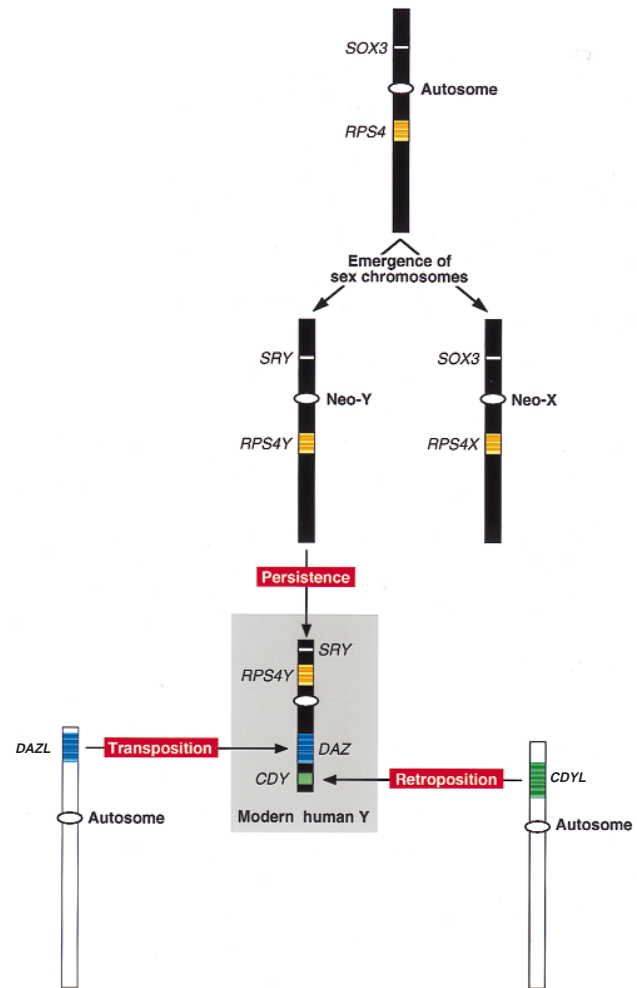 SOX3
Autosome
RPS4
Emergence of
sex chromosomes
SRY
SOX3
Neo-Y
Neo-X
RPS4Y
RPS4X
Persistence
SRY
RPS4Y
DAZL
Transposition
DAZ
CDY
Retroposition
CDYL
Modern human Y
Autosome
Autosome